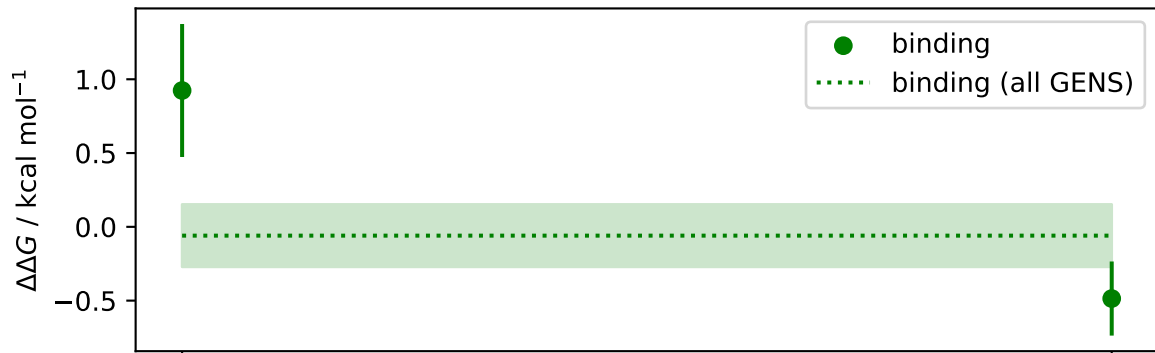 binding
binding (all GENS)
1.0
0.5
0.0
−0.5
ΔΔG / kcal mol⁻¹